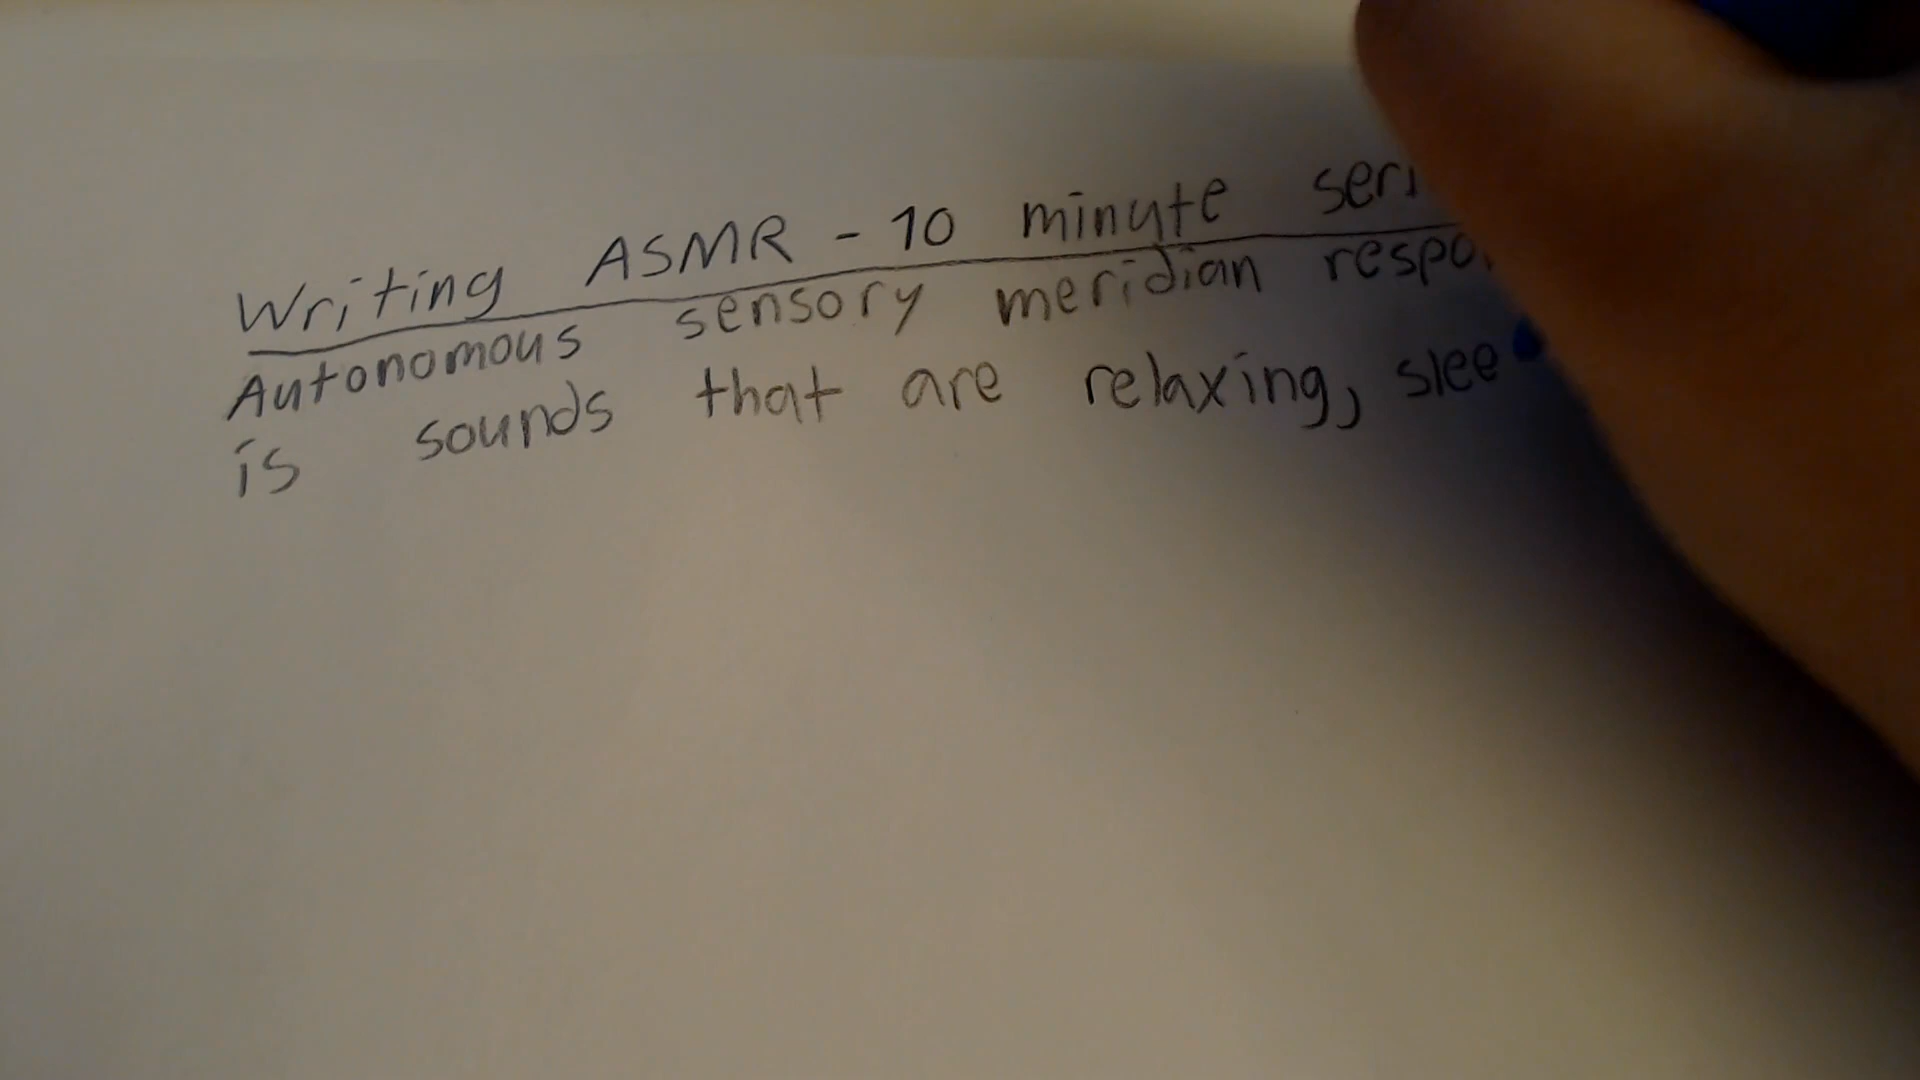 Writing ASMR - 10 minute
Autonomous sensory meridian
is sounds that are relaxing,